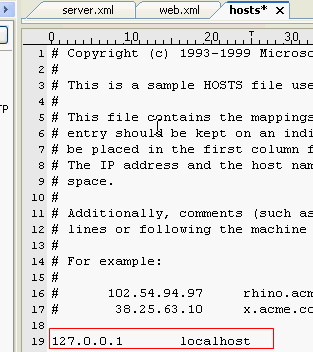 server.xml web.xml hosts* ×
0 10 20 30
1 # Copyright (c) 1993-1999 Microso
2 #
3 # This is a sample HOSTS file use
4 #
5 # This file contains the mappings
6 # entry should be kept on an indi
7 # be placed in the first column f
8 # The IP address and the host nam
9 # space.
10 #
11 # Additionally, comments (such as
12 # lines or following the machine
13 #
14 # For example:
15 #
16 # 102.54.94.97 rhino.acm
17 # 38.25.63.10 x.acme.co
18
19 127.0.0.1 localhost